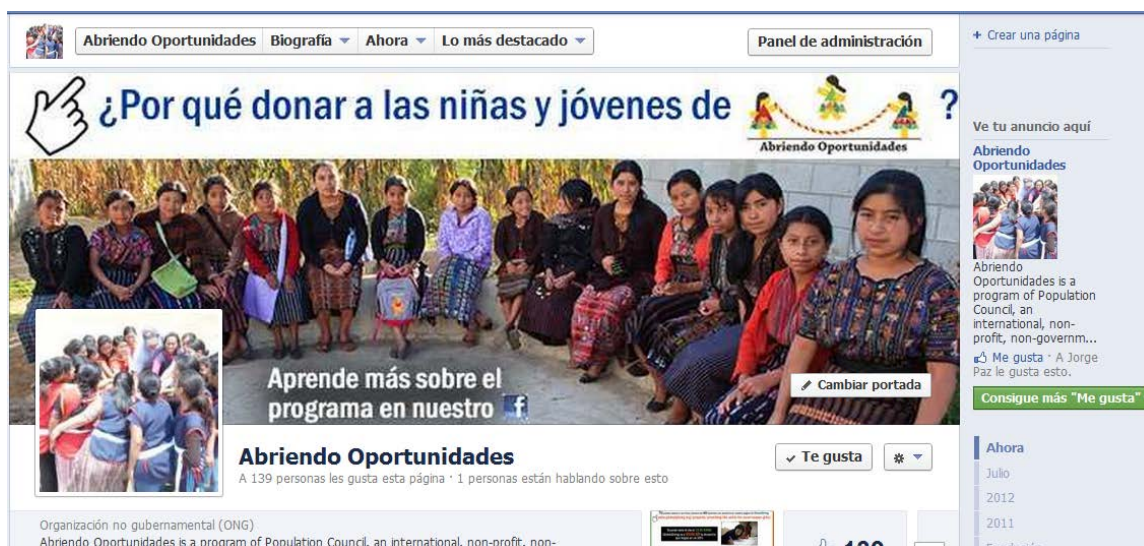 Abriendo Oportunidades Biografía Ahora Lo más destacado
Panel de administración
+ Crear una página
¿Por qué donar a las niñas y jóvenes de
Abriendo Oportunidades
?
Ve tu anuncio aquí
Abriendo
Oportunidades
Abriendo
Oportunidades is a
program of Population
Council, an
international, non-
profit, non-governm...
Me gusta · A Jorge
Paz le gusta esto.
Consigue más "Me gusta"
Aprende más sobre el
programa en nuestro f
Cambiar portada
Abriendo Oportunidades
A 139 personas les gusta esta página · 1 personas están hablando sobre esto
Te gusta
Ahora
Julio
2012
2011
Organización no gubernamental (ONG)
Abriendo Oportunidades is a program of Population Council, an international, non-profit, non-
139